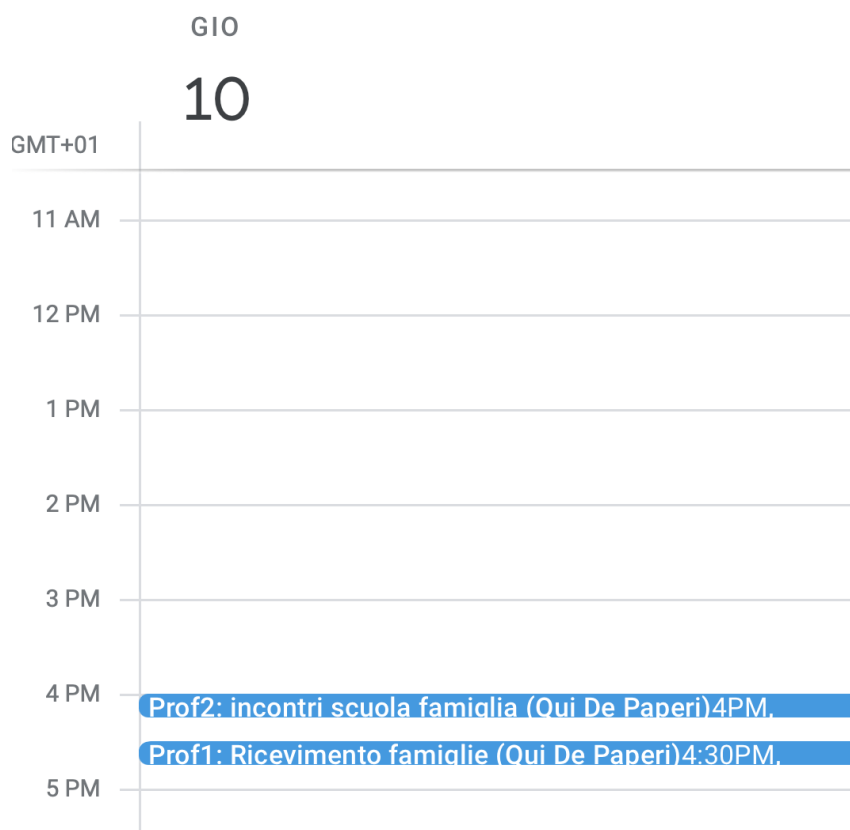 GIO
10
GMT+01
11 AM
12 PM
1 PM
2 PM
3 PM
4 PM
Prof2: incontri scuola famiglia (Qui De Paperi)4PM,
Prof1: Ricevimento famiglie (Qui De Paperi)4:30PM,
5 PM